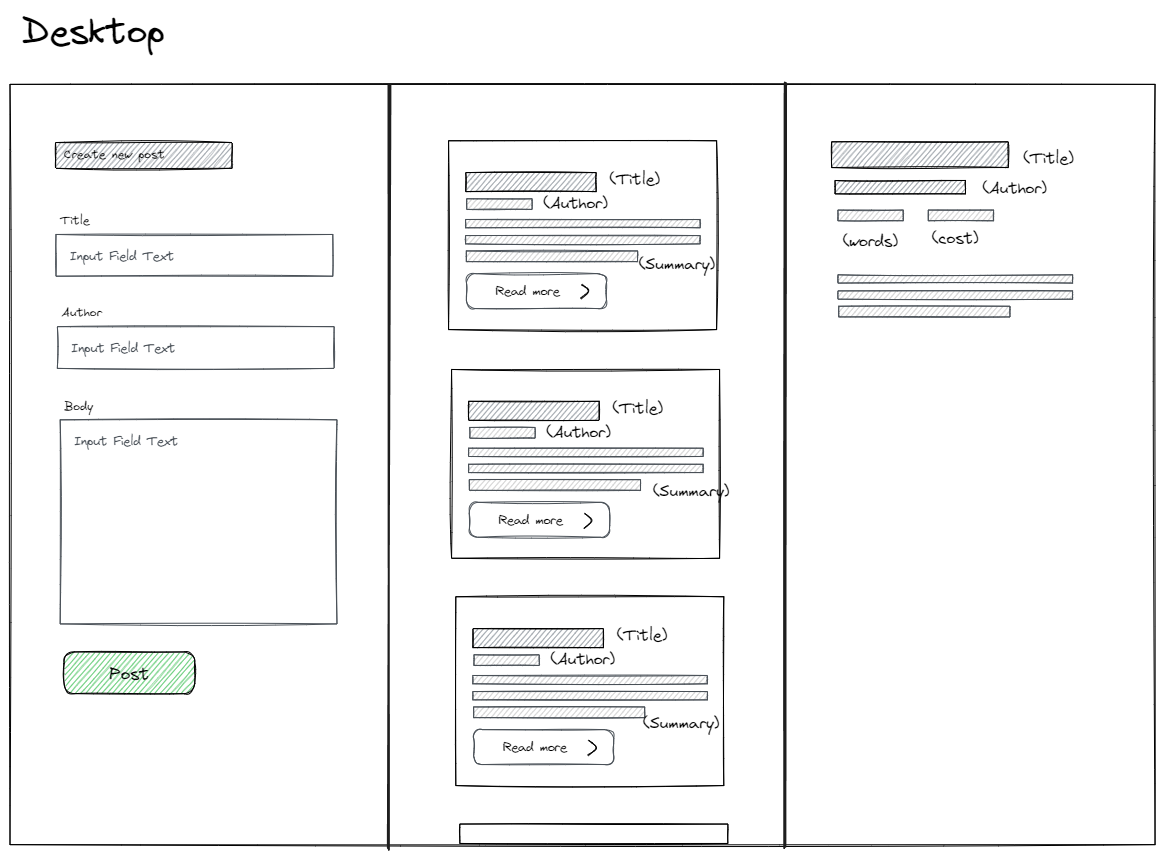 Desktop
Create new post
Title
Input Field Text
Author
Input Field Text
Body
Input Field Text
Post
(Title)
(Author)
(Summary)
Read more
(Title)
(Author)
(Summary)
Read more
(Title)
(Author)
(Summary)
Read more
(Title)
(Author)
(words) (cost)